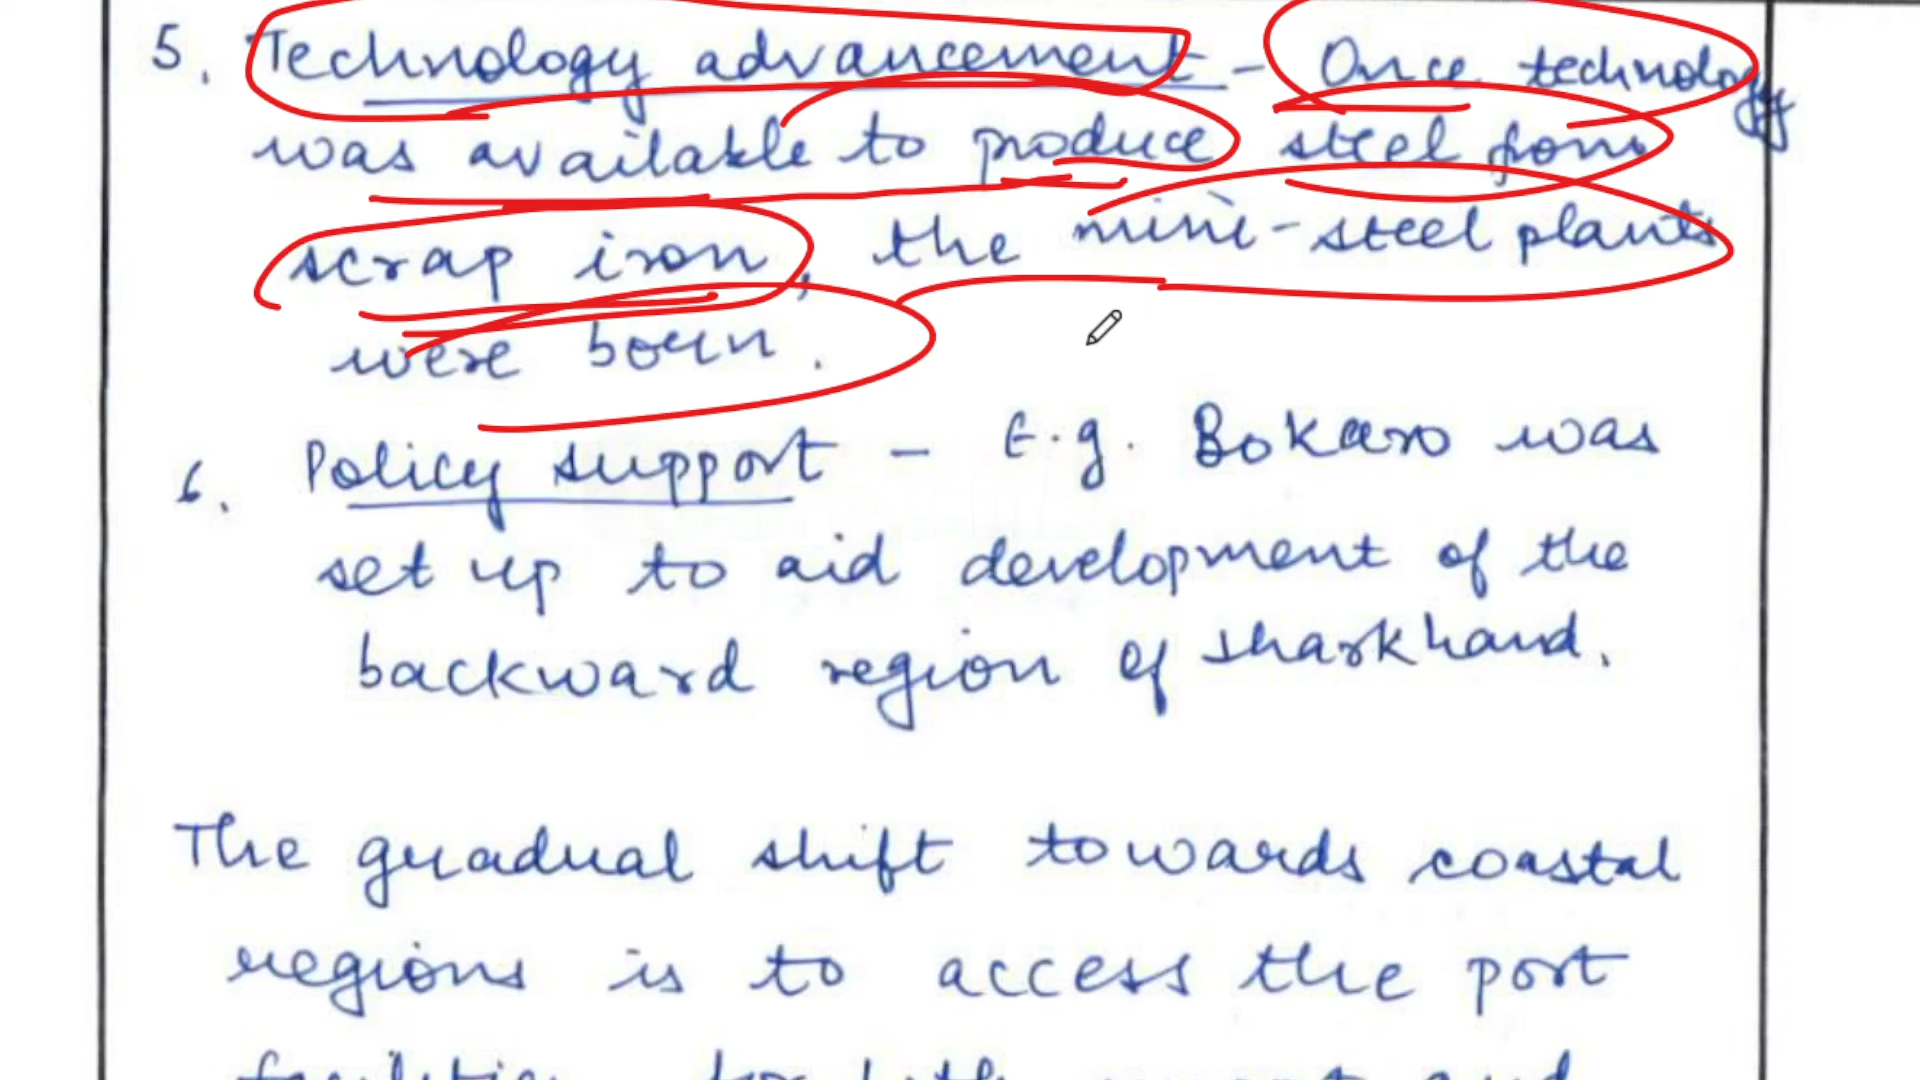 5. Technology advancement - Once technology
was available to produce steel from
scrap iron, the mini-steel plants
were born.
6. Policy support - E.g. Bokaro was
set up to aid development of the
backward region of Jharkhand.
The gradual shift towards coastal
regions is to access the port